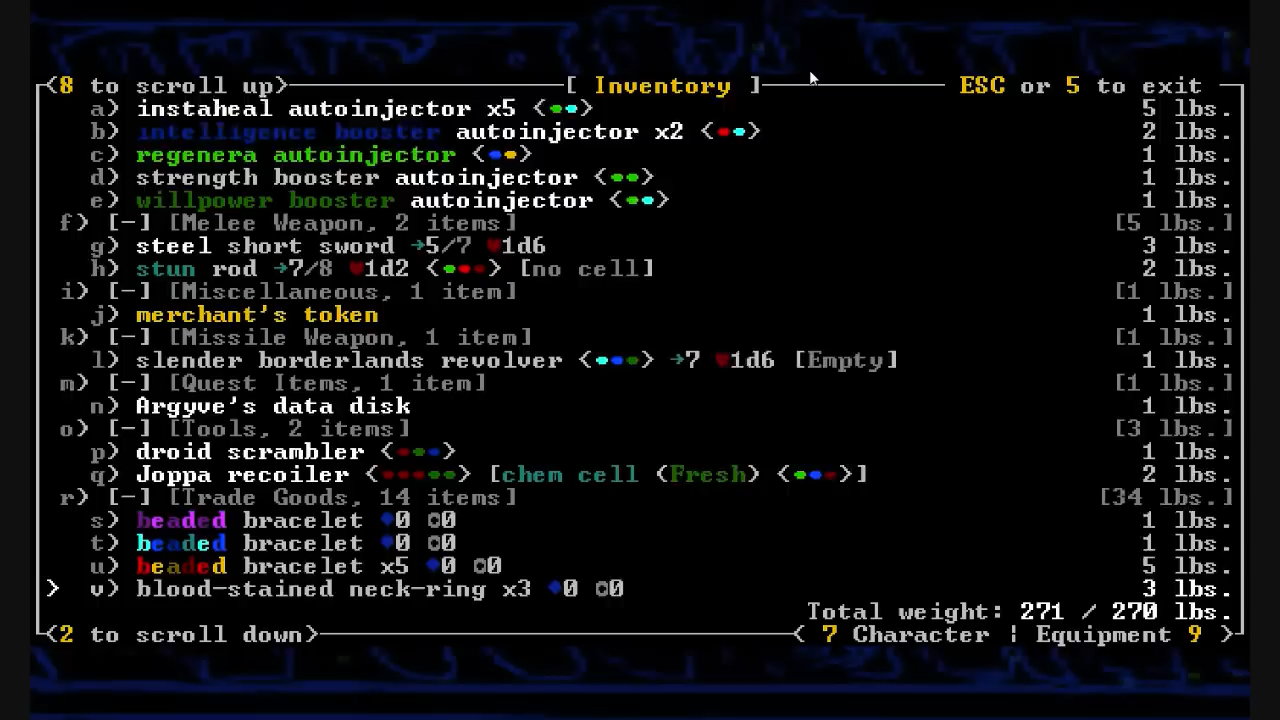 <8 to scroll up> [ Inventory ] ESC or 5 to exit
a) instaheal autoinjector x5 <••> 5 lbs.
b) intelligence booster autoinjector x2 <••> 2 lbs.
c) regenera autoinjector <••> 1 lbs.
d) strength booster autoinjector <••> 1 lbs.
e) willpower booster autoinjector <••> 1 lbs.
f) [-] [Melee Weapon, 2 items] [5 lbs.]
g) steel short sword →5/7 ♥1d6 3 lbs.
h) stun rod →7/8 ♥1d2 <•••> [no cell] 2 lbs.
i) [-] [Miscellaneous, 1 item] [1 lbs.]
j) merchant's token 1 lbs.
k) [-] [Missile Weapon, 1 item] [1 lbs.]
l) slender borderlands revolver <•••> →7 ♥1d6 [Empty] 1 lbs.
m) [-] [Quest Items, 1 item] [1 lbs.]
n) Argyve's data disk 1 lbs.
o) [-] [Tools, 2 items] [3 lbs.]
p) droid scrambler <•••> 1 lbs.
q) Joppa recoiler <•••••> [chem cell (Fresh) <•••>] 2 lbs.
r) [-] [Trade Goods, 14 items] [34 lbs.]
s) beaded bracelet ♦0 ◘0 1 lbs.
t) beaded bracelet ♦0 ◘0 1 lbs.
u) beaded bracelet x5 ♦0 ◘0 5 lbs.
> v) blood-stained neck-ring x3 ♦0 ◘0 3 lbs.
Total weight: 271 / 270 lbs.
<2 to scroll down> < 7 Character | Equipment 9 >